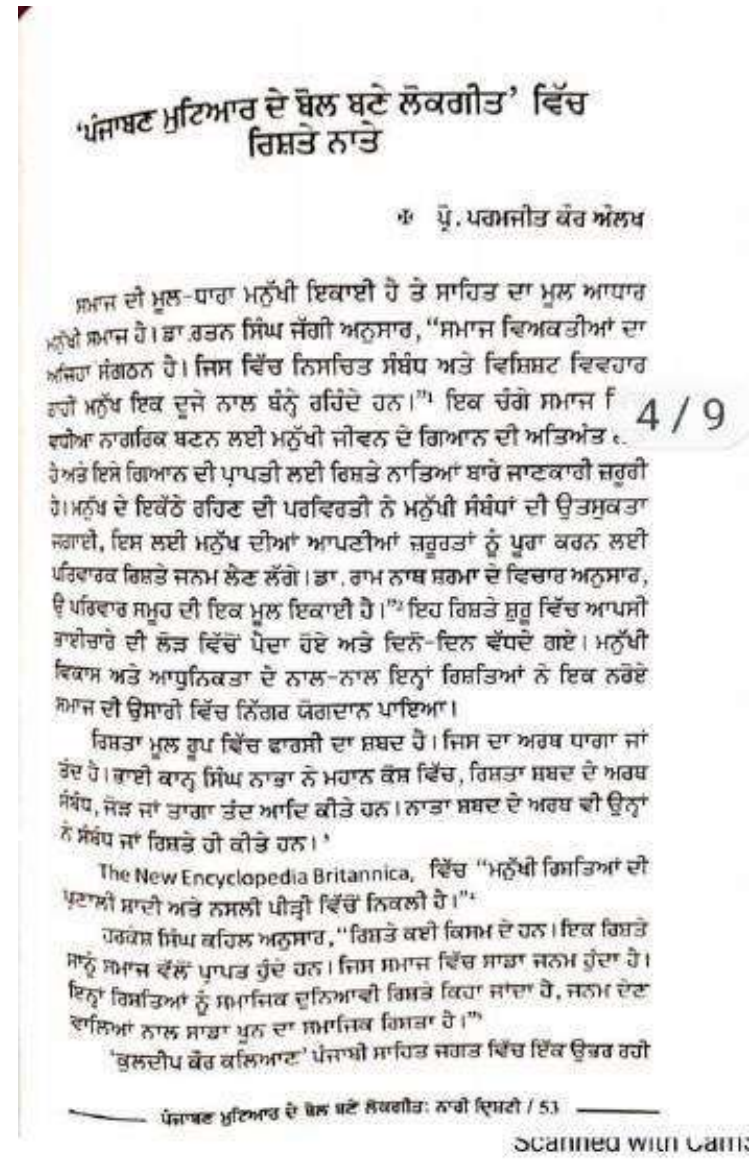 'ਪੰਜਾਬਣ ਮੁਟਿਆਰ ਦੇ ਬੋਲ ਬਣੇ ਲੋਕਗੀਤ' ਵਿੱਚ
ਰਿਸ਼ਤੇ ਨਾਤੇ
✠ ਪ੍ਰੋ. ਪਰਮਜੀਤ ਕੌਰ ਔਲਖ
ਸਮਾਜ ਦੀ ਮੂਲ-ਧਾਰਾ ਮਨੁੱਖੀ ਇਕਾਈ ਹੈ ਤੇ ਸਾਹਿਤ ਦਾ ਮੂਲ ਆਧਾਰ
ਮਨੁੱਖੀ ਸਮਾਜ ਹੈ। ਡਾ.ਰਤਨ ਸਿੰਘ ਜੱਗੀ ਅਨੁਸਾਰ, "ਸਮਾਜ ਵਿਅਕਤੀਆਂ ਦਾ
ਅਜਿਹਾ ਸੰਗਠਨ ਹੈ। ਜਿਸ ਵਿੱਚ ਨਿਸਚਿਤ ਸੰਬੰਧ ਅਤੇ ਵਿਸ਼ਿਸ਼ਟ ਵਿਵਹਾਰ
ਰਾਹੀ ਮਨੁੱਖ ਇਕ ਦੂਜੇ ਨਾਲ ਬੰਨ੍ਹੇ ਰਹਿੰਦੇ ਹਨ।"¹ ਇਕ ਚੰਗੇ ਸਮਾਜ
4 / 9
ਵਧੀਆ ਨਾਗਰਿਕ ਬਣਨ ਲਈ ਮਨੁੱਖੀ ਜੀਵਨ ਦੇ ਗਿਆਨ ਦੀ ਅਤਿਅੰਤ
ਹੈ ਅਤੇ ਇਸੇ ਗਿਆਨ ਦੀ ਪ੍ਰਾਪਤੀ ਲਈ ਰਿਸ਼ਤੇ ਨਾਤਿਆਂ ਬਾਰੇ ਜਾਣਕਾਰੀ ਜ਼ਰੂਰੀ
ਹੈ। ਮਨੁੱਖ ਦੇ ਇਕੱਠੇ ਰਹਿਣ ਦੀ ਪਰਵਿਰਤੀ ਨੇ ਮਨੁੱਖੀ ਸੰਬੰਧਾਂ ਦੀ ਉਤਸੁਕਤਾ
ਜਗਾਈ, ਇਸ ਲਈ ਮਨੁੱਖ ਦੀਆਂ ਆਪਣੀਆਂ ਜ਼ਰੂਰਤਾਂ ਨੂੰ ਪੂਰਾ ਕਰਨ ਲਈ
ਪਰਿਵਾਰਕ ਰਿਸ਼ਤੇ ਜਨਮ ਲੈਣ ਲੱਗੇ। ਡਾ. ਰਾਮ ਨਾਥ ਸ਼ਰਮਾ ਦੇ ਵਿਚਾਰ ਅਨੁਸਾਰ,
ਉ ਪਰਿਵਾਰ ਸਮੂਹ ਦੀ ਇਕ ਮੂਲ ਇਕਾਈ ਹੈ।"² ਇਹ ਰਿਸ਼ਤੇ ਸ਼ੁਰੂ ਵਿੱਚ ਆਪਸੀ
ਭਾਈਚਾਰੇ ਦੀ ਲੋੜ ਵਿੱਚੋਂ ਪੈਦਾ ਹੋਏ ਅਤੇ ਦਿਨੋ-ਦਿਨ ਵੱਧਦੇ ਗਏ। ਮਨੁੱਖੀ
ਵਿਕਾਸ ਅਤੇ ਆਧੁਨਿਕਤਾ ਦੇ ਨਾਲ-ਨਾਲ ਇਨ੍ਹਾਂ ਰਿਸ਼ਤਿਆਂ ਨੇ ਇਕ ਨਰੋਏ
ਸਮਾਜ ਦੀ ਉਸਾਰੀ ਵਿੱਚ ਨਿੱਗਰ ਯੋਗਦਾਨ ਪਾਇਆ।
ਰਿਸ਼ਤਾ ਮੂਲ ਰੂਪ ਵਿੱਚ ਫਾਰਸੀ ਦਾ ਸ਼ਬਦ ਹੈ। ਜਿਸ ਦਾ ਅਰਥ ਧਾਗਾ ਜਾਂ
ਤੰਦ ਹੈ। ਭਾਈ ਕਾਨ੍ਹ ਸਿੰਘ ਨਾਭਾ ਨੇ ਮਹਾਨ ਕੋਸ਼ ਵਿੱਚ, ਰਿਸ਼ਤਾ ਸ਼ਬਦ ਦੇ ਅਰਥ
ਸੰਬੰਧ, ਜੋੜ ਜਾਂ ਤਾਗਾ ਤੰਦ ਆਦਿ ਕੀਤੇ ਹਨ। ਨਾਤਾ ਸ਼ਬਦ ਦੇ ਅਰਥ ਵੀ ਉਨ੍ਹਾਂ
ਨੇ ਸੰਬੰਧ ਜਾਂ ਰਿਸ਼ਤੇ ਹੀ ਕੀਤੇ ਹਨ। '
The New Encyclopedia Britannica, ਵਿੱਚ "ਮਨੁੱਖੀ ਰਿਸ਼ਤਿਆਂ ਦੀ
ਪ੍ਰਣਾਲੀ ਸ਼ਾਦੀ ਅਤੇ ਨਸਲੀ ਪੀੜ੍ਹੀ ਵਿੱਚੋਂ ਨਿਕਲੀ ਹੈ।"⁴
ਹਰਕੇਸ਼ ਸਿੰਘ ਕਹਿਲ ਅਨੁਸਾਰ, "ਰਿਸ਼ਤੇ ਕਈ ਕਿਸਮ ਦੇ ਹਨ। ਇਕ ਰਿਸ਼ਤੇ
ਸਾਨੂੰ ਸਮਾਜ ਵੱਲੋਂ ਪ੍ਰਾਪਤ ਹੁੰਦੇ ਹਨ। ਜਿਸ ਸਮਾਜ ਵਿੱਚ ਸਾਡਾ ਜਨਮ ਹੁੰਦਾ ਹੈ।
ਇਨ੍ਹਾਂ ਰਿਸ਼ਤਿਆਂ ਨੂੰ ਸਮਾਜਿਕ ਦੁਨਿਆਵੀ ਰਿਸ਼ਤੇ ਕਿਹਾ ਜਾਂਦਾ ਹੈ, ਜਨਮ ਦੇਣ
ਵਾਲਿਆਂ ਨਾਲ ਸਾਡਾ ਖੂਨ ਦਾ ਸਮਾਜਿਕ ਰਿਸ਼ਤਾ ਹੈ।"⁵
'ਕੁਲਦੀਪ ਕੌਰ ਕਲਿਆਣ' ਪੰਜਾਬੀ ਸਾਹਿਤ ਜਗਤ ਵਿੱਚ ਇੱਕ ਉਭਰ ਰਹੀ
ਪੰਜਾਬਣ ਮੁਟਿਆਰ ਦੇ ਬੋਲ ਬਣੇ ਲੋਕਗੀਤ: ਨਾਰੀ ਦ੍ਰਿਸ਼ਟੀ / 53
Scanned with